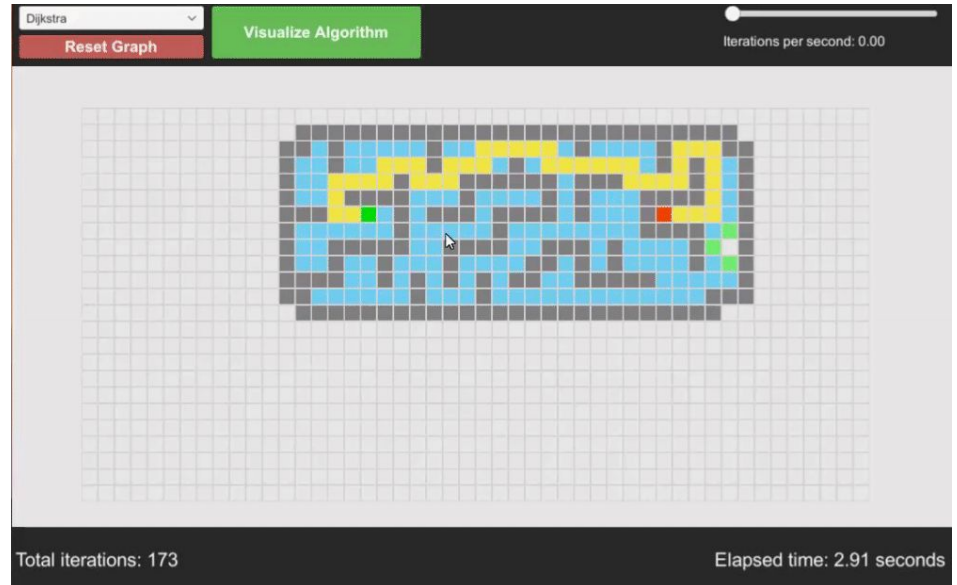 Dijkstra
Reset Graph
Visualize Algorithm
Iterations per second: 0.00
Total iterations: 173
Elapsed time: 2.91 seconds